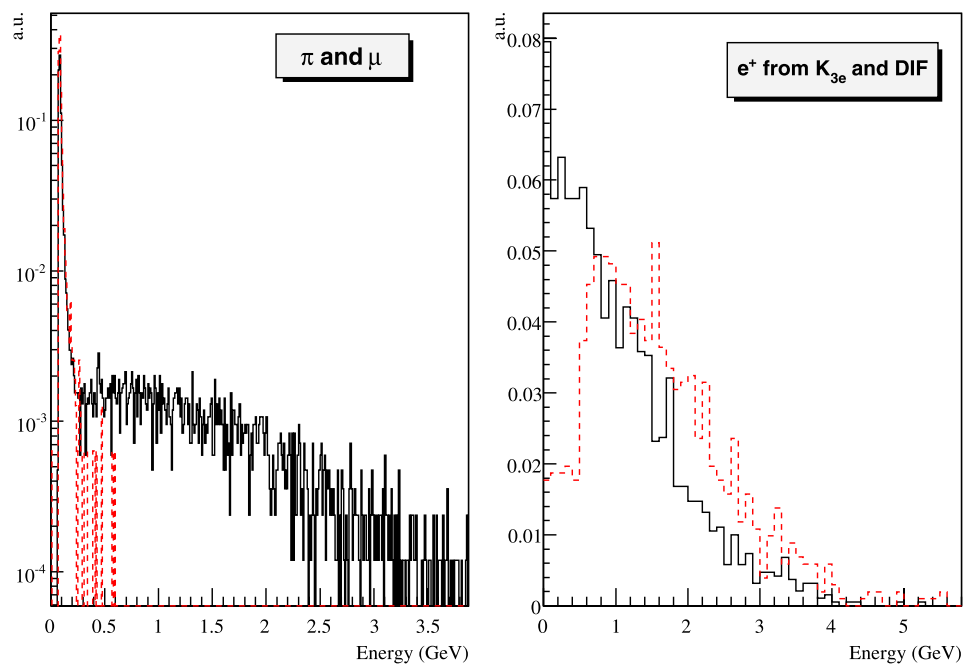 a.u.
π and μ
10⁻¹
10⁻²
10⁻³
10⁻⁴
0 0.5 1 1.5 2 2.5 3 3.5
Energy (GeV)
a.u.
e⁺ from K₃ₑ and DIF
0.08
0.07
0.06
0.05
0.04
0.03
0.02
0.01
0
0 1 2 3 4 5
Energy (GeV)